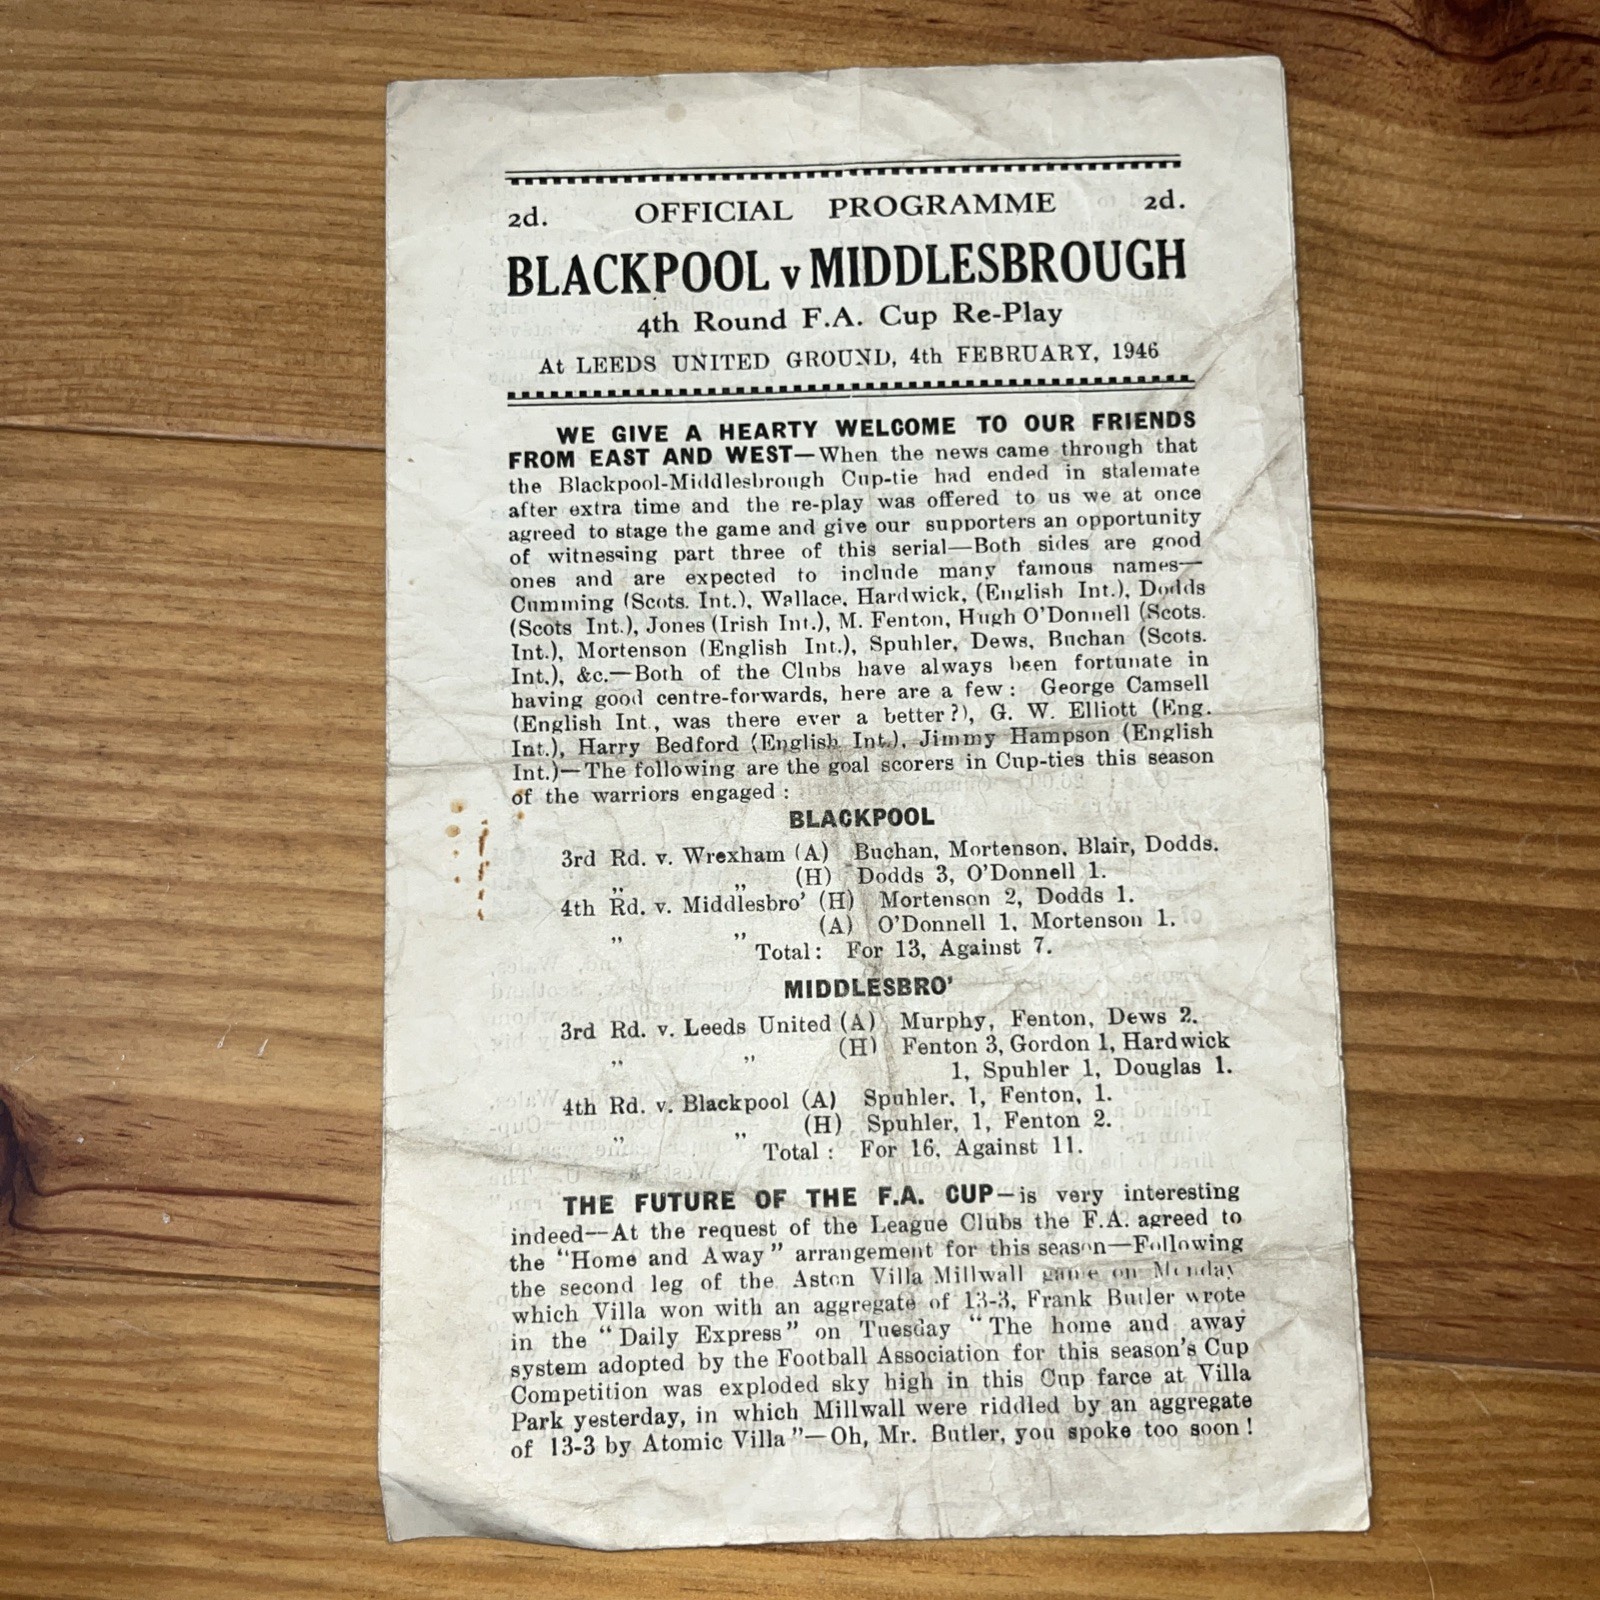 2d. OFFICIAL PROGRAMME 2d.
BLACKPOOL v MIDDLESBROUGH
4th Round F.A. Cup Re-Play
At LEEDS UNITED GROUND, 4th FEBRUARY, 1946
WE GIVE A HEARTY WELCOME TO OUR FRIENDS
FROM EAST AND WEST—When the news came through that
the Blackpool-Middlesbrough Cup-tie had ended in stalemate
after extra time and the re-play was offered to us we at once
agreed to stage the game and give our supporters an opportunity
of witnessing part three of this serial—Both sides are good
ones and are expected to include many famous names—
Cumming (Scots. Int.), Wallace, Hardwick, (English Int.), Dodds
(Scots Int.), Jones (Irish Int.), M. Fenton, Hugh O'Donnell (Scots.
Int.), Mortenson (English Int.), Spuhler, Dews, Buchan (Scots.
Int.), &c.—Both of the Clubs have always been fortunate in
having good centre-forwards, here are a few: George Camsell
(English Int., was there ever a better?), G. W. Elliott (Eng.
Int.), Harry Bedford (English Int.), Jimmy Hampson (English
Int.)—The following are the goal scorers in Cup-ties this season
of the warriors engaged:
BLACKPOOL
3rd Rd. v. Wrexham (A) Buchan, Mortenson, Blair, Dodds.
„ „ (H) Dodds 3, O'Donnell 1.
4th Rd. v. Middlesbro' (H) Mortenson 2, Dodds 1.
„ „ (A) O'Donnell 1, Mortenson 1.
Total: For 13, Against 7.
MIDDLESBRO'
3rd Rd. v. Leeds United (A) Murphy, Fenton, Dews 2.
„ „ (H) Fenton 3, Gordon 1, Hardwick
1, Spuhler 1, Douglas 1.
4th Rd. v. Blackpool (A) Spuhler, 1, Fenton, 1.
„ „ (H) Spuhler, 1, Fenton 2.
Total: For 16, Against 11.
THE FUTURE OF THE F.A. CUP—is very interesting
indeed—At the request of the League Clubs the F.A. agreed to
the "Home and Away" arrangement for this season—Following
the second leg of the Aston Villa Millwall game on Monday
which Villa won with an aggregate of 13-3, Frank Butler wrote
in the "Daily Express" on Tuesday "The home and away
system adopted by the Football Association for this season's Cup
Competition was exploded sky high in this Cup farce at Villa
Park yesterday, in which Millwall were riddled by an aggregate
of 13-3 by Atomic Villa"—Oh, Mr. Butler, you spoke too soon!